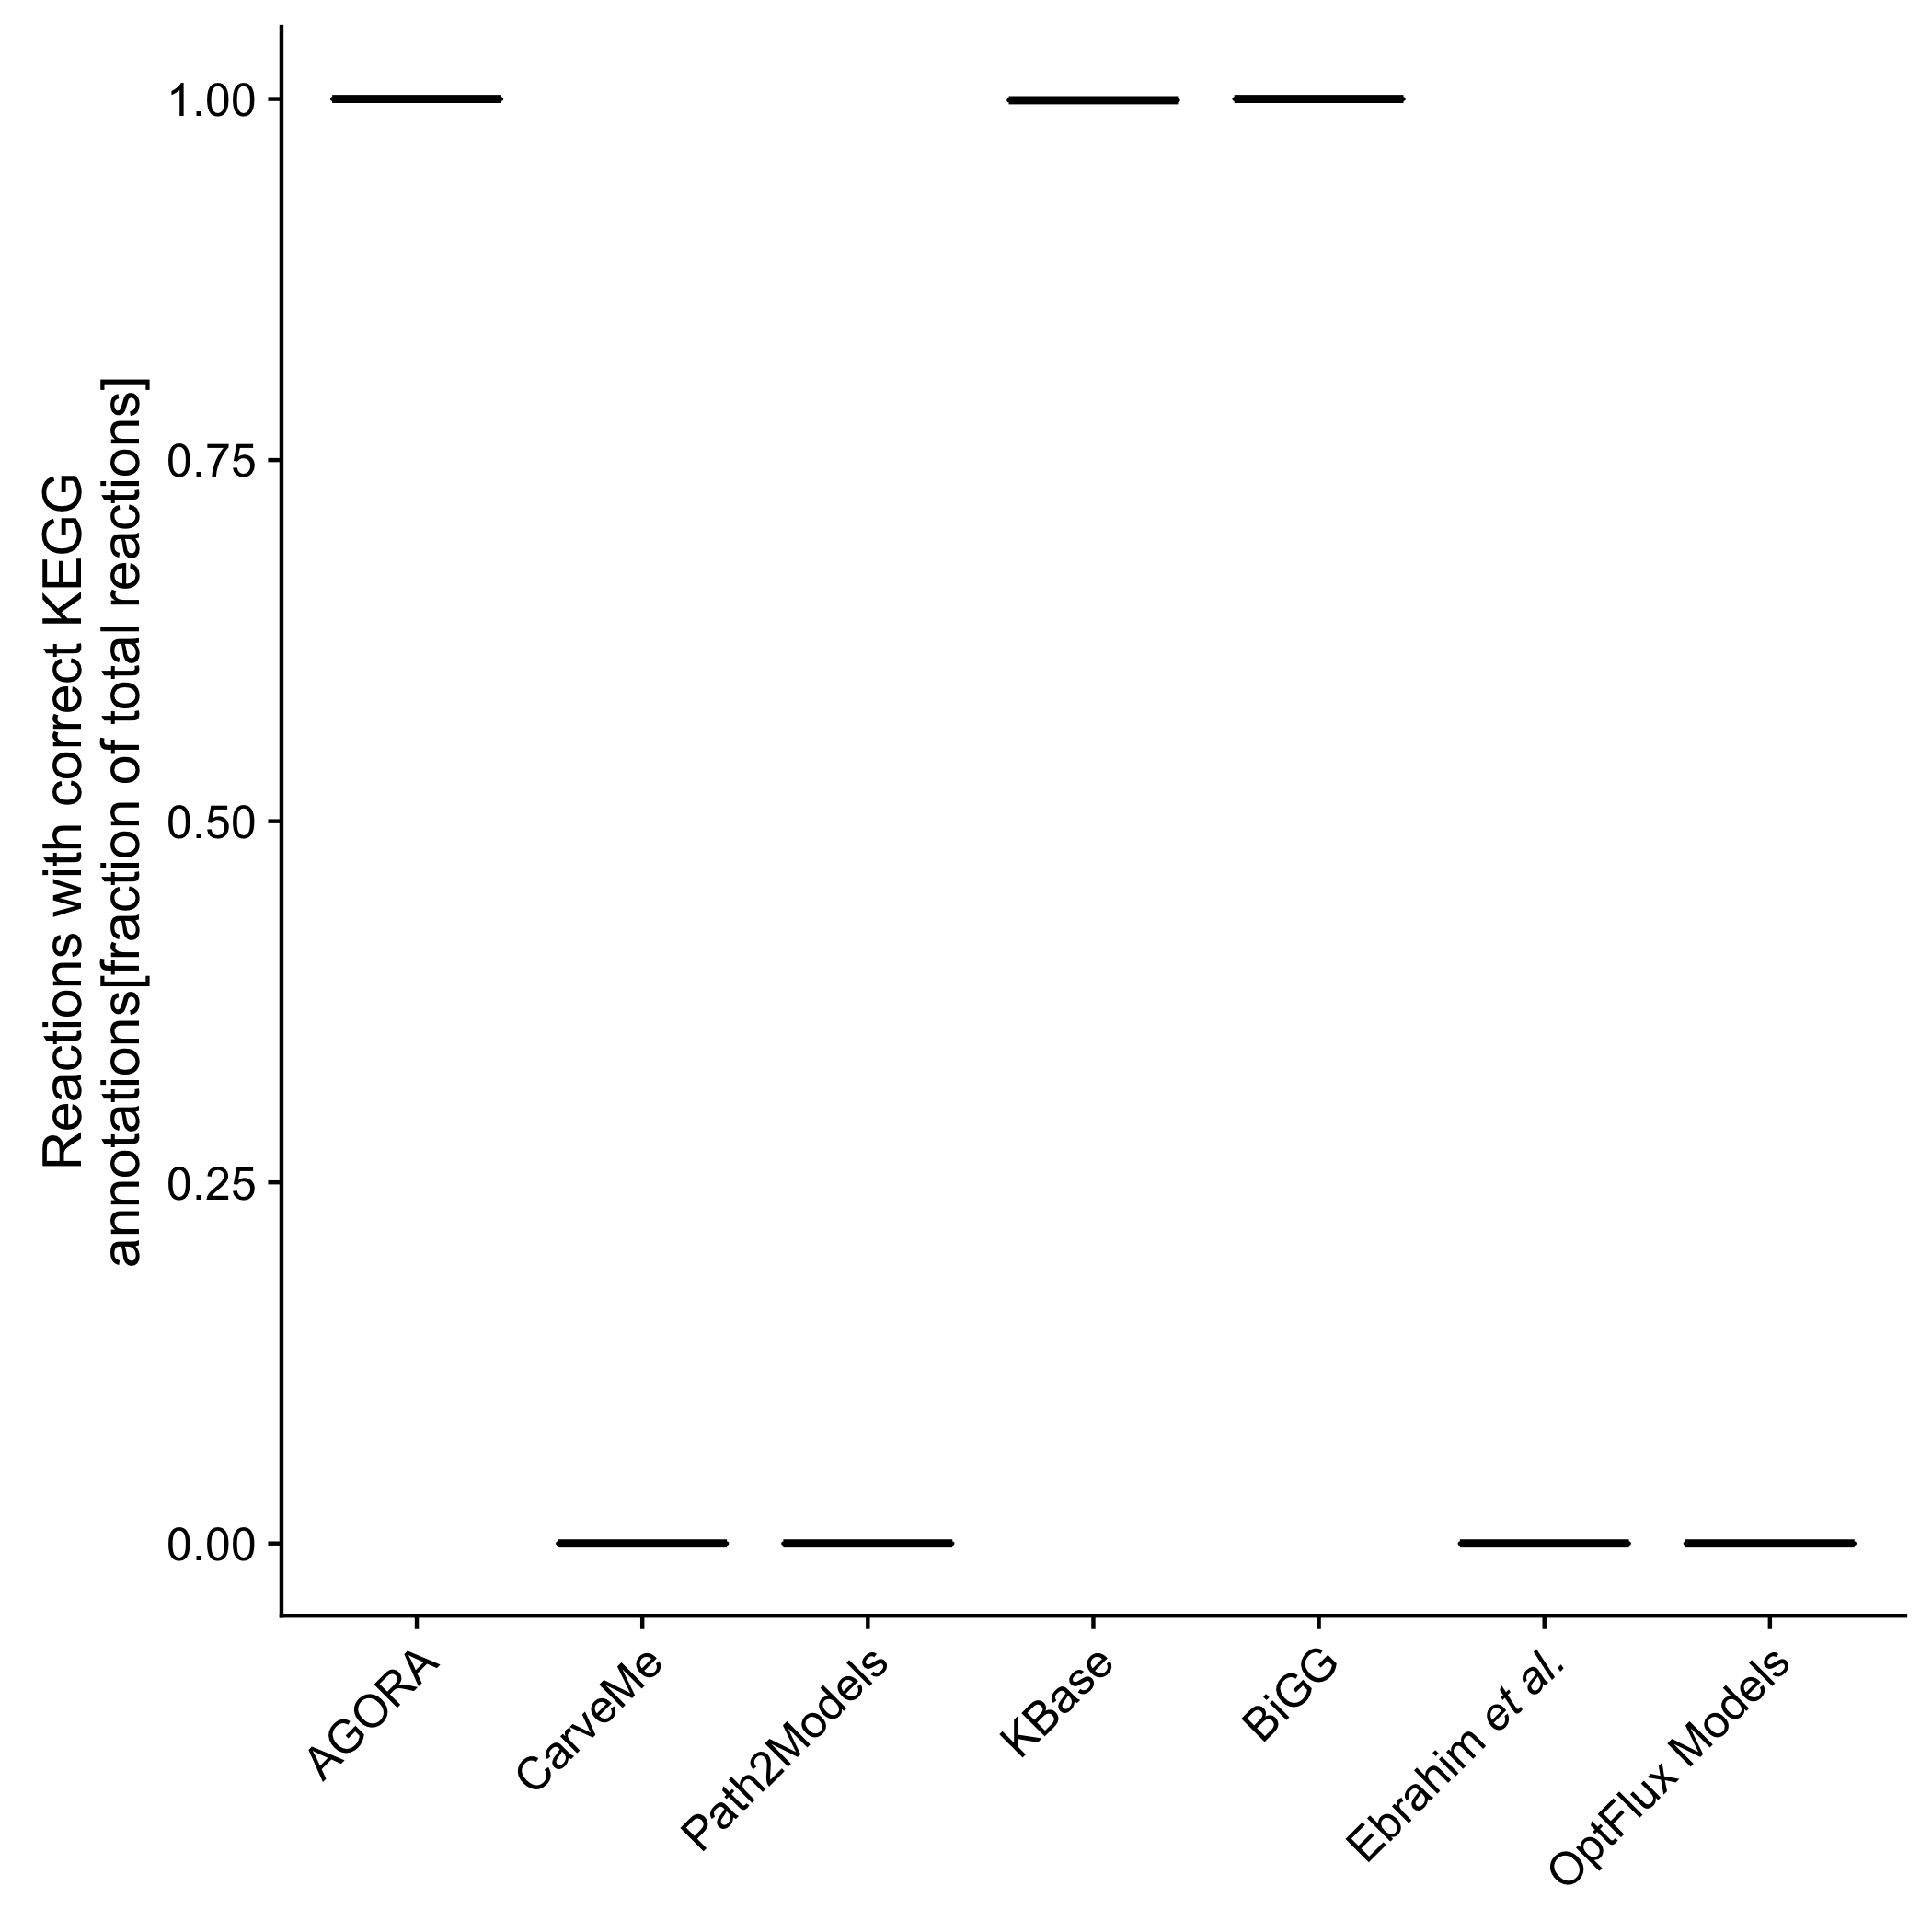 Reactions with correct KEGG
annotations[fraction of total reactions]
1.00
0.75
0.50
0.25
0.00
AGORA
CarveMe
Path2Models
KBase
BiGG
Ebrahim et al.
OptFlux Models